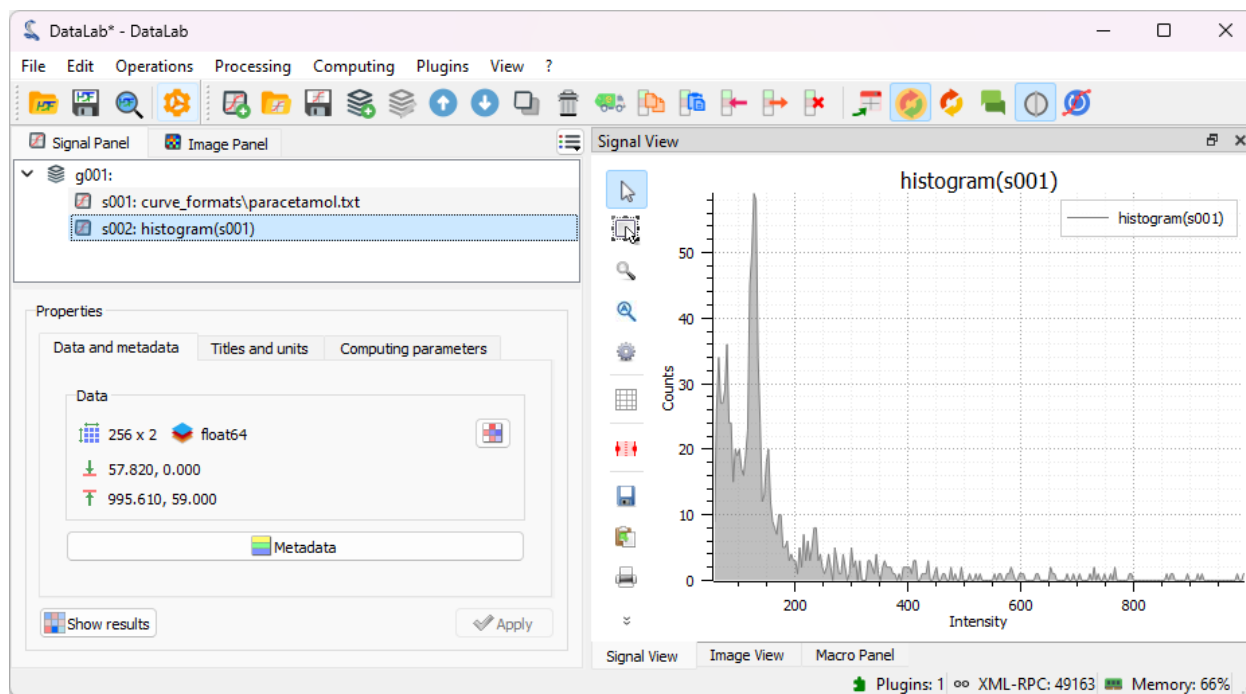 DataLab* - DataLab
File Edit Operations Processing Computing Plugins View ?
Signal Panel Image Panel
g001:
s001: curve_formats\paracetamol.txt
s002: histogram(s001)
Properties
Data and metadata Titles and units Computing parameters
Data
256 x 2 float64
57.820, 0.000
995.610, 59.000
Metadata
Show results Apply
Signal View
histogram(s001)
histogram(s001)
Counts
50
40
30
20
10
0
200 400 600 800
Intensity
Signal View Image View Macro Panel
Plugins: 1 XML-RPC: 49163 Memory: 66%